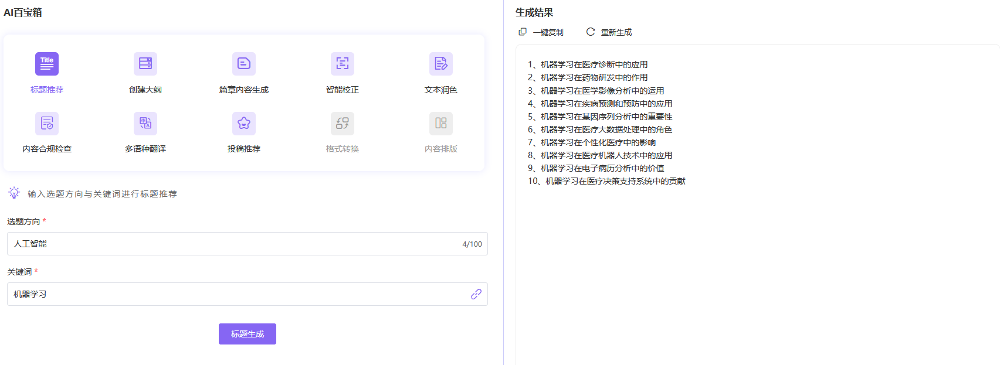 AI百宝箱
Title
标题推荐
创建大纲
篇章内容生成
智能校正
文本润色
内容合规检查
多语种翻译
投稿推荐
格式转换
内容排版
输入选题方向与关键词进行标题推荐
选题方向 *
人工智能
4/100
关键词 *
机器学习
标题生成
生成结果
一键复制
重新生成
1、机器学习在医疗诊断中的应用
2、机器学习在药物研发中的作用
3、机器学习在医学影像分析中的运用
4、机器学习在疾病预测和预防中的应用
5、机器学习在基因序列分析中的重要性
6、机器学习在医疗大数据处理中的角色
7、机器学习在个性化医疗中的影响
8、机器学习在医疗机器人技术中的应用
9、机器学习在电子病历分析中的价值
10、机器学习在医疗决策支持系统中的贡献